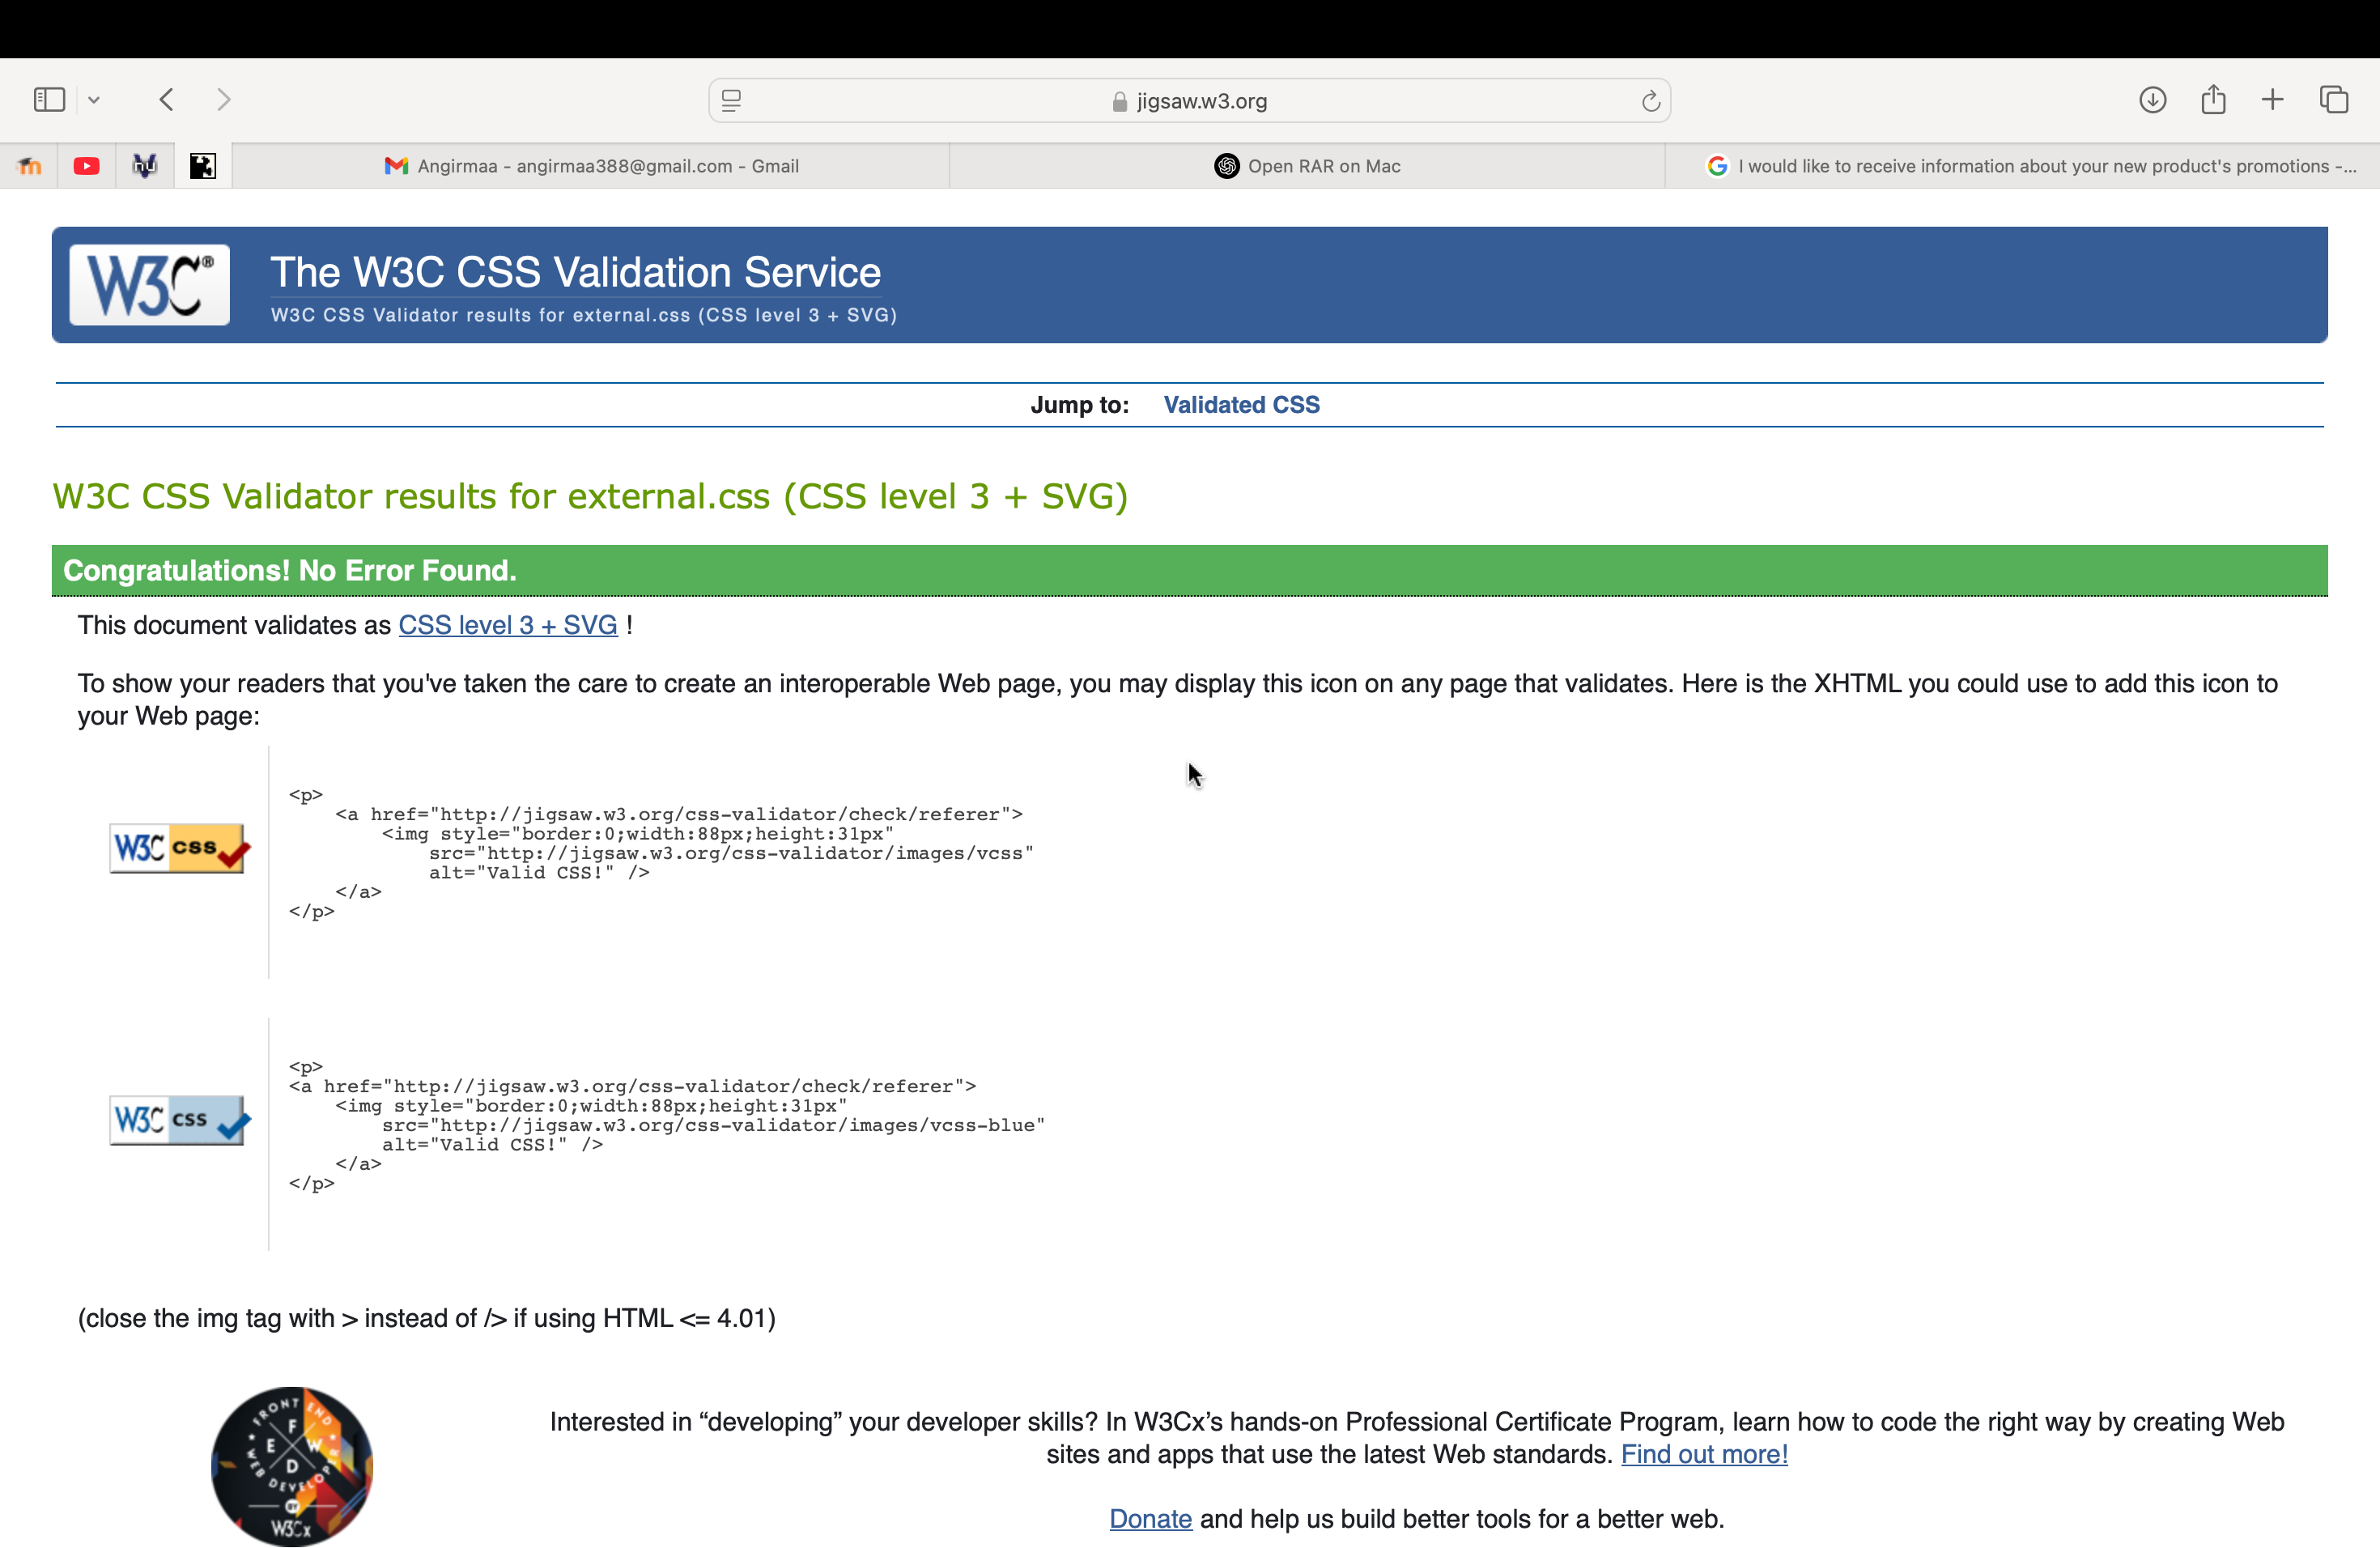 jigsaw.w3.org
Angirmaa - angirmaa388@gmail.com - Gmail
Open RAR on Mac
I would like to receive information about your new product's promotions -...
W3C®
The W3C CSS Validation Service
W3C CSS Validator results for external.css (CSS level 3 + SVG)
Jump to: Validated CSS
W3C CSS Validator results for external.css (CSS level 3 + SVG)
Congratulations! No Error Found.
This document validates as CSS level 3 + SVG !
To show your readers that you've taken the care to create an interoperable Web page, you may display this icon on any page that validates. Here is the XHTML you could use to add this icon to
your Web page:
W3C css
<p>
    <a href="http://jigsaw.w3.org/css-validator/check/referer">
        <img style="border:0;width:88px;height:31px"
            src="http://jigsaw.w3.org/css-validator/images/vcss"
            alt="Valid CSS!" />
    </a>
</p>
W3C css
<p>
<a href="http://jigsaw.w3.org/css-validator/check/referer">
    <img style="border:0;width:88px;height:31px"
        src="http://jigsaw.w3.org/css-validator/images/vcss-blue"
        alt="Valid CSS!" />
    </a>
</p>
(close the img tag with > instead of /> if using HTML <= 4.01)
FRONT END
F E W D
WEB DEVELOPER
BY
W3Cx
Interested in “developing” your developer skills? In W3Cx’s hands-on Professional Certificate Program, learn how to code the right way by creating Web
sites and apps that use the latest Web standards. Find out more!
Donate and help us build better tools for a better web.